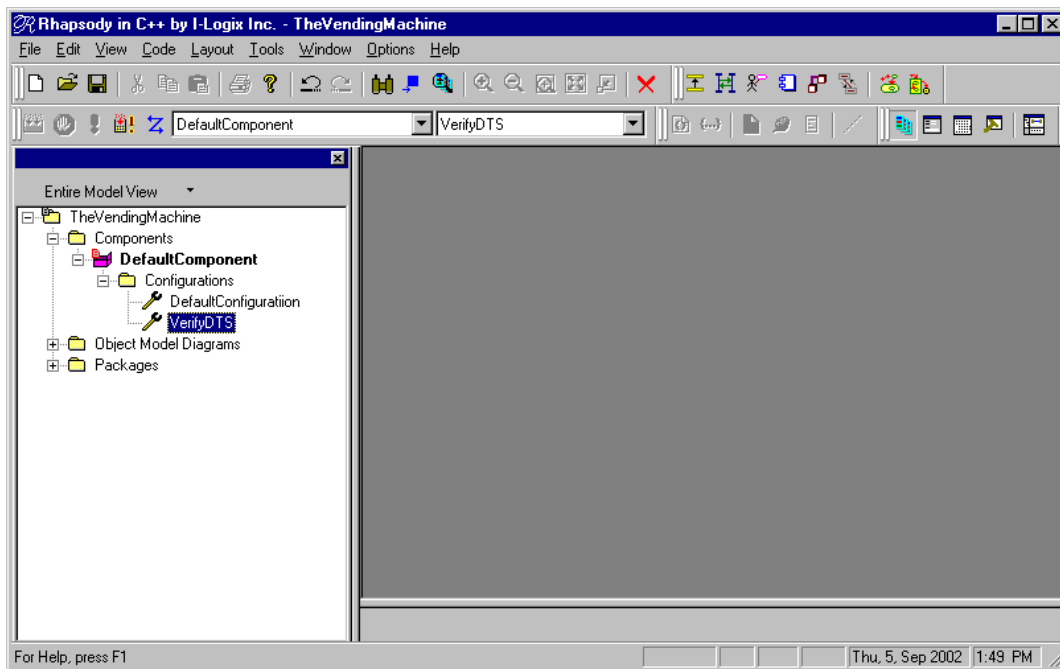 Rhapsody in C++ by I-Logix Inc. - TheVendingMachine
File Edit View Code Layout Tools Window Options Help
DefaultComponent VerifyDTS
Entire Model View
TheVendingMachine
Components
DefaultComponent
Configurations
DefaultConfiguratiion
VerifyDTS
Object Model Diagrams
Packages
For Help, press F1 Thu, 5, Sep 2002 1:49 PM